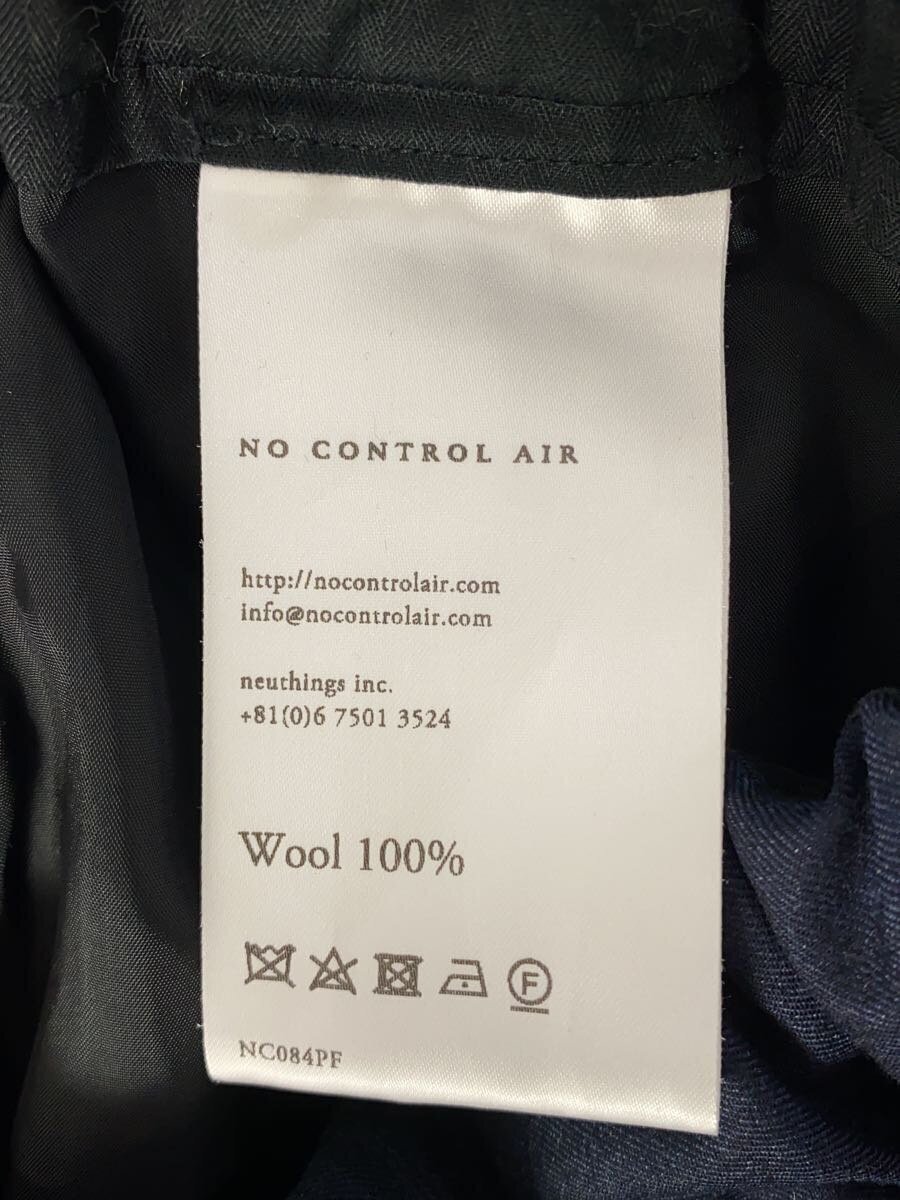 NO CONTROL AIR
http://nocontrolair.com
info@nocontrolair.com
neuthings inc.
+81(0)6 7501 3524
Wool 100%
F
NC084PF